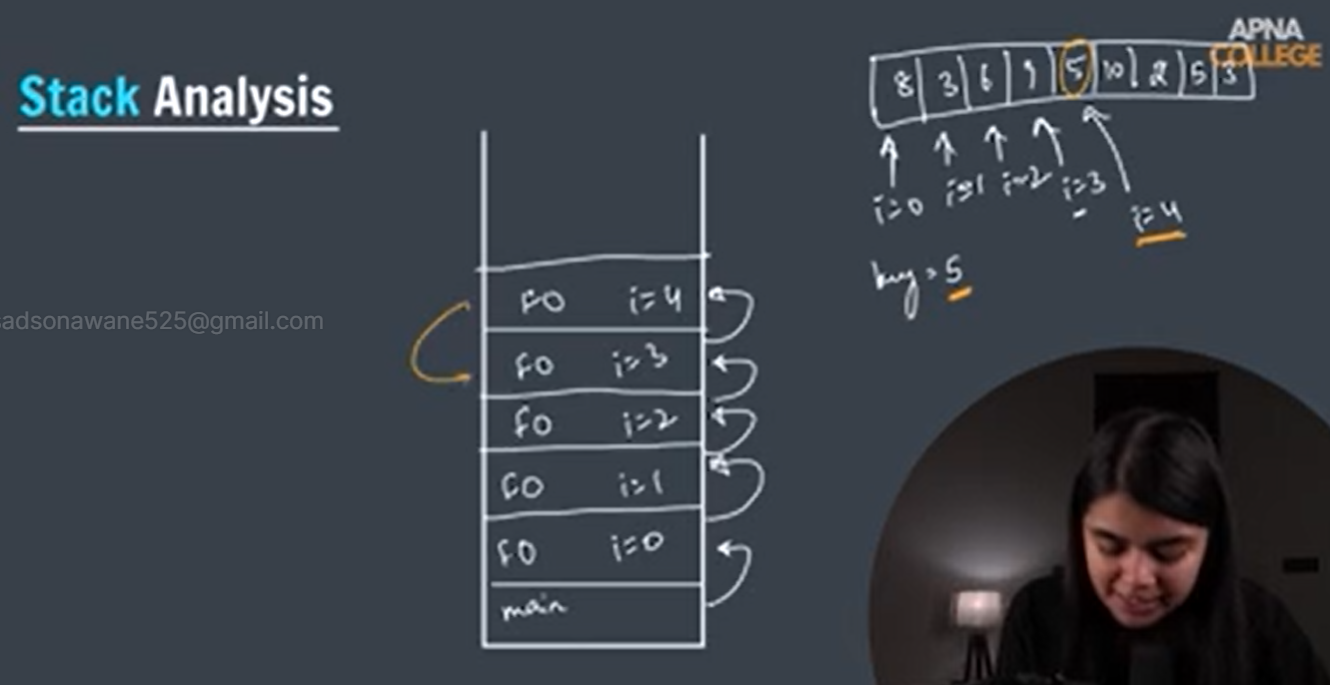 APNA
COLLEGE
Stack Analysis
8 3 6 9 5 10 2 5 3
i=0 i=1 i=2 i=3
i=4
key = 5
sadsonawane525@gmail.com
FO i=4
FO i=3
FO i=2
FO i=1
FO i=0
main